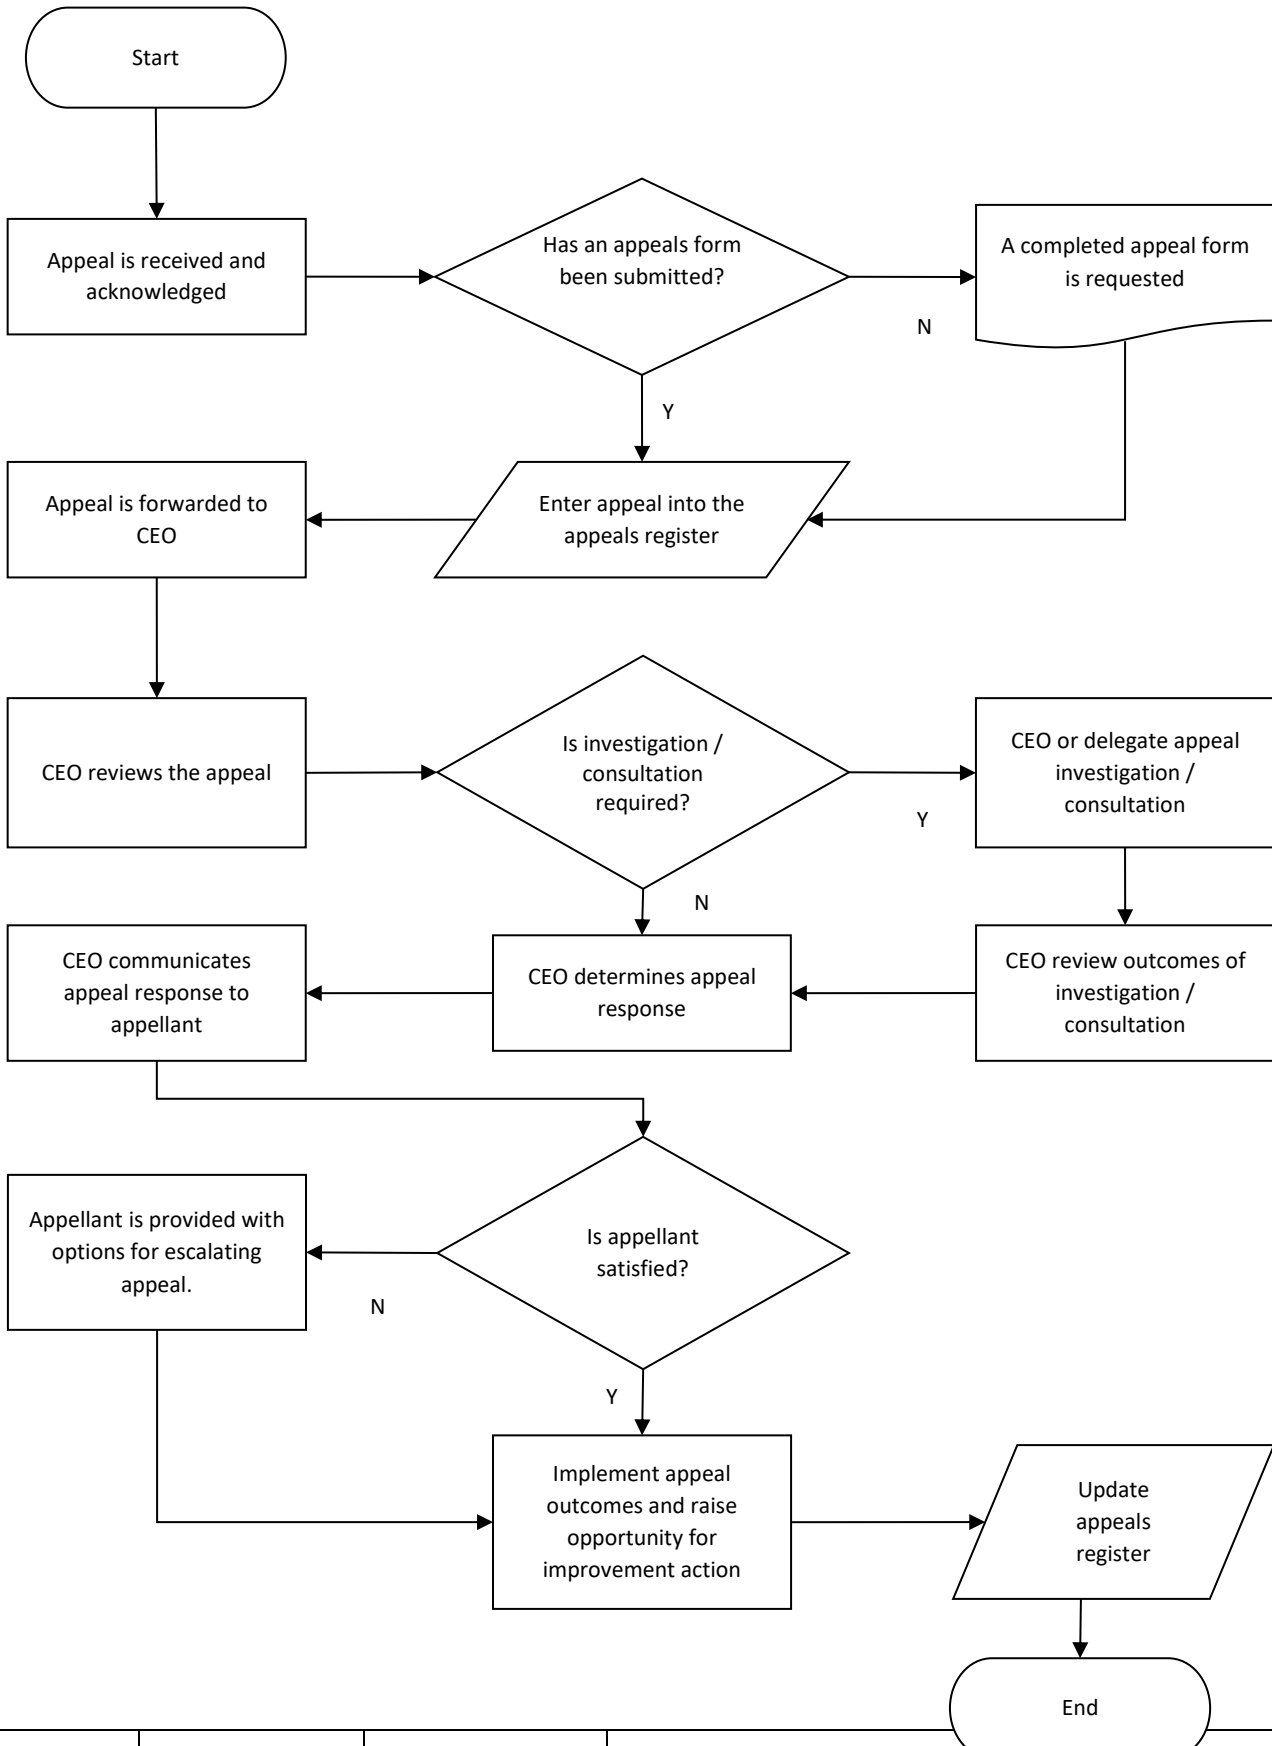 Start
Appeal is received and
acknowledged
Has an appeals form
been submitted?
N
A completed appeal form
is requested
Y
Appeal is forwarded to
CEO
Enter appeal into the
appeals register
CEO reviews the appeal
Is investigation /
consultation
required?
Y
CEO or delegate appeal
investigation /
consultation
N
CEO communicates
appeal response to
appellant
CEO determines appeal
response
CEO review outcomes of
investigation /
consultation
Appellant is provided with
options for escalating
appeal.
N
Is appellant
satisfied?
Y
Implement appeal
outcomes and raise
opportunity for
improvement action
Update
appeals
register
End